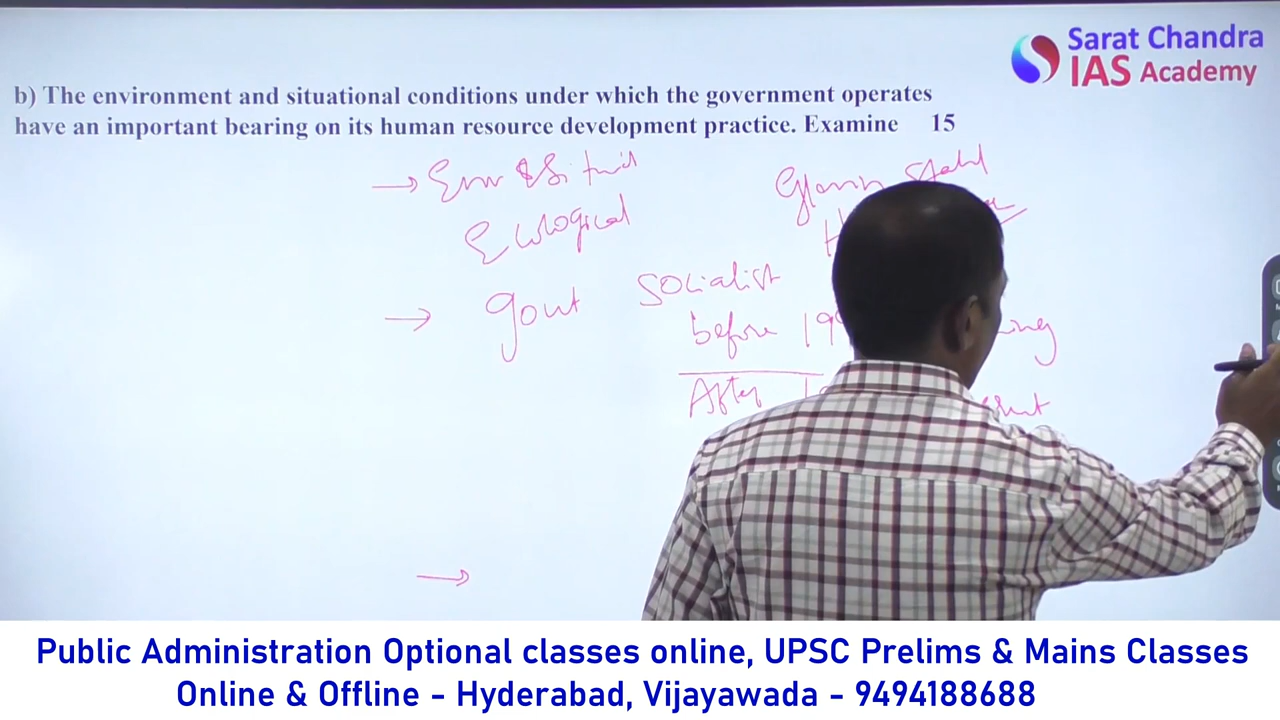 Sarat Chandra
IAS Academy
b) The environment and situational conditions under which the government operates
have an important bearing on its human resource development practice. Examine 15
→ Env &
Ecological
→ govt socialist
before
After
→
Public Administration Optional classes online, UPSC Prelims & Mains Classes
Online & Offline - Hyderabad, Vijayawada - 9494188688